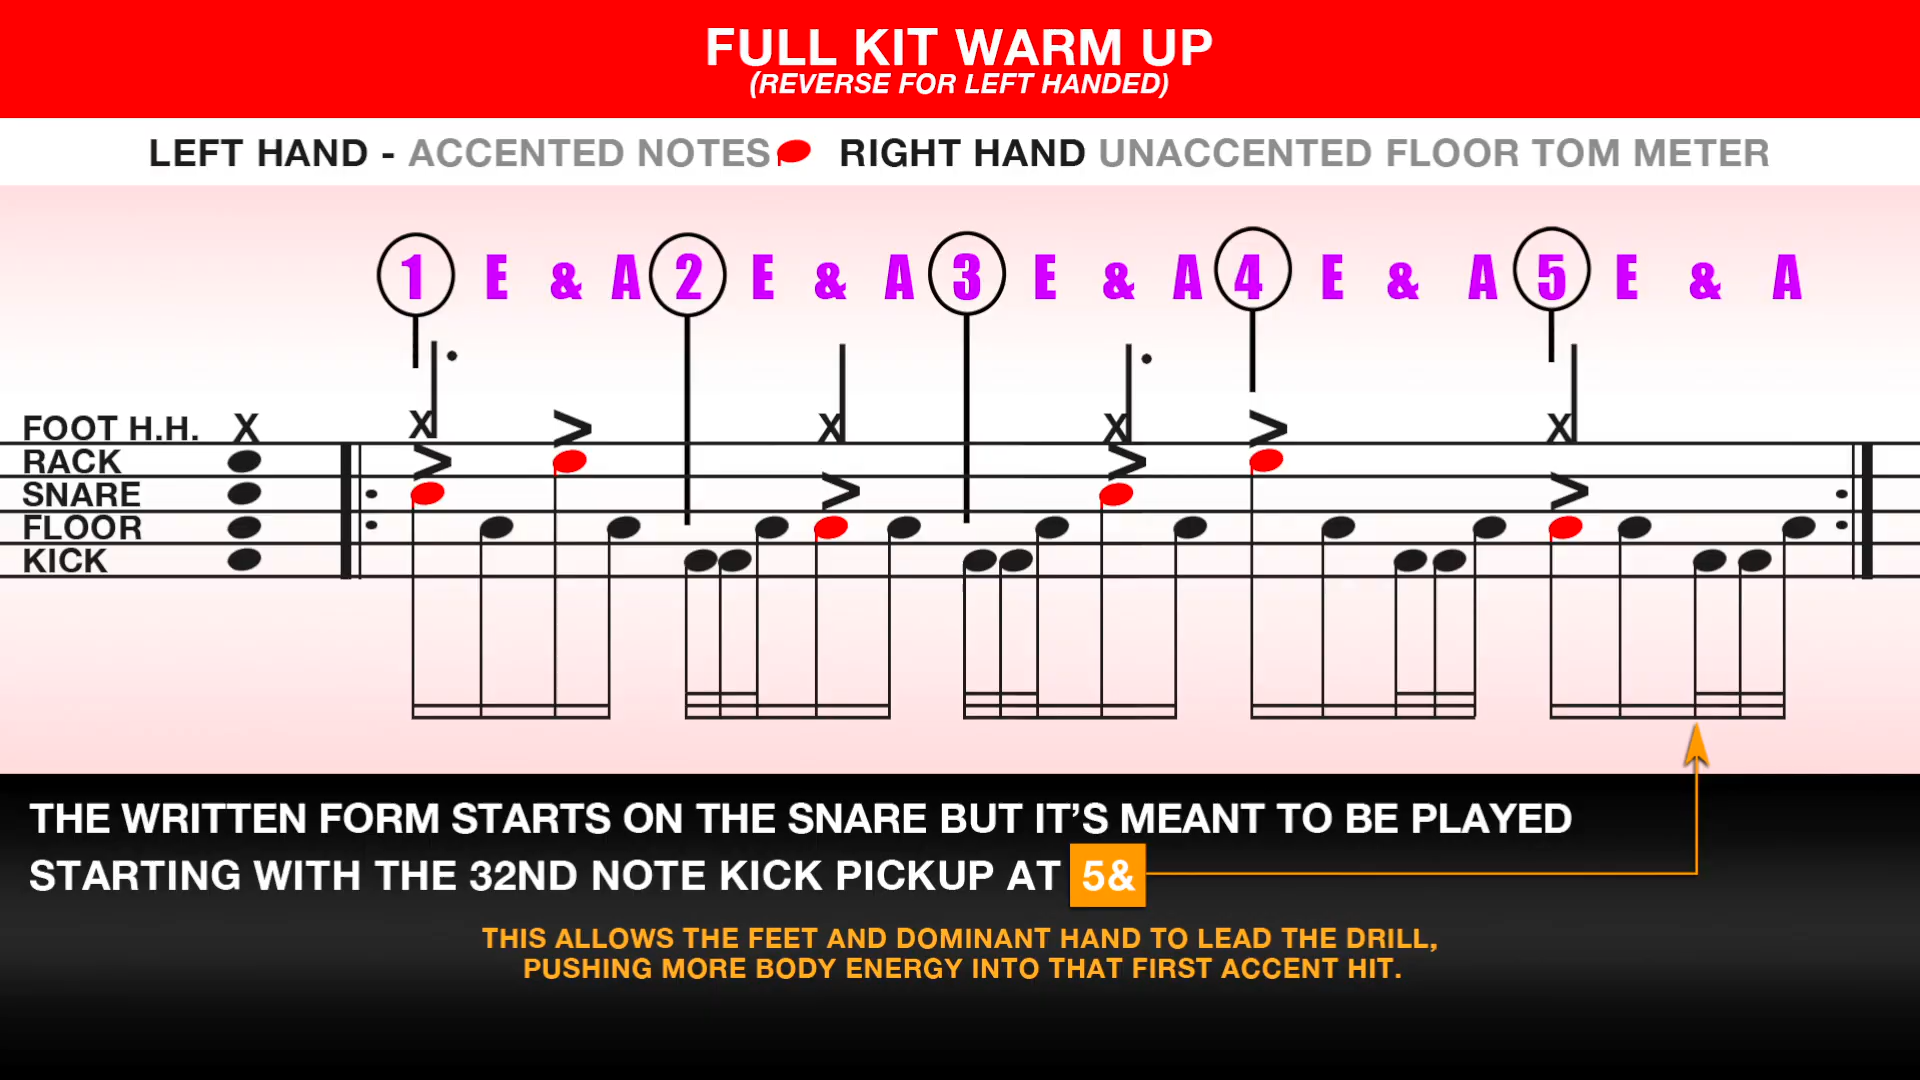 FULL KIT WARM UP
(REVERSE FOR LEFT HANDED)
LEFT HAND - ACCENTED NOTES RIGHT HAND UNACCENTED FLOOR TOM METER
1 E & A 2 E & A 3 E & A 4 E & A 5 E & A
FOOT H.H. X X X X X
RACK
SNARE
FLOOR
KICK
THE WRITTEN FORM STARTS ON THE SNARE BUT IT'S MEANT TO BE PLAYED
STARTING WITH THE 32ND NOTE KICK PICKUP AT 5&
THIS ALLOWS THE FEET AND DOMINANT HAND TO LEAD THE DRILL,
PUSHING MORE BODY ENERGY INTO THAT FIRST ACCENT HIT.